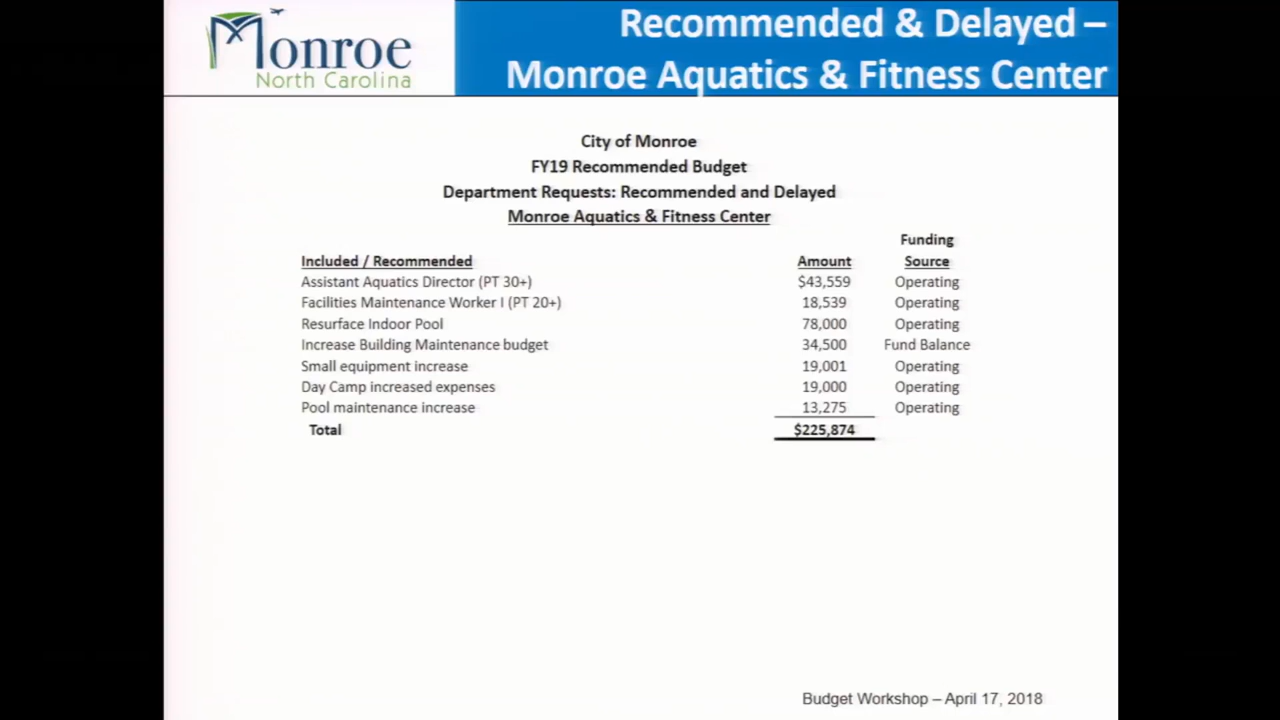 Monroe
North Carolina
Recommended & Delayed –
Monroe Aquatics & Fitness Center
City of Monroe
FY19 Recommended Budget
Department Requests: Recommended and Delayed
Monroe Aquatics & Fitness Center
Funding
Included / Recommended Amount Source
Assistant Aquatics Director (PT 30+) $43,559 Operating
Facilities Maintenance Worker I (PT 20+) 18,539 Operating
Resurface Indoor Pool 78,000 Operating
Increase Building Maintenance budget 34,500 Fund Balance
Small equipment increase 19,001 Operating
Day Camp increased expenses 19,000 Operating
Pool maintenance increase 13,275 Operating
Total $225,874
Budget Workshop – April 17, 2018